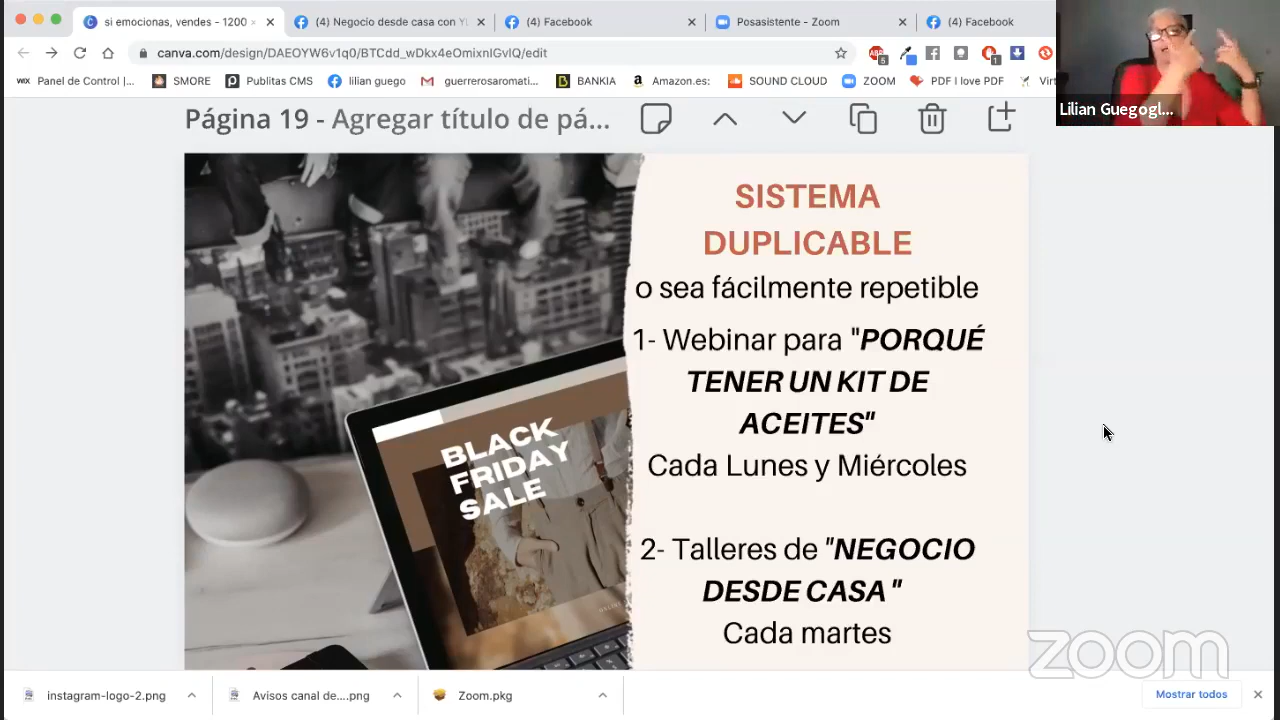 si emocionas, vendes - 1200
(4) Negocio desde casa con YL
(4) Facebook
Posasistente - Zoom
(4) Facebook
canva.com/design/DAEOYW6v1q0/BTCdd_wDkx4eOmixnIGvIQ/edit
WIX Panel de Control |...
SMORE
Publitas CMS
lilian guego
guerrerosaromati...
BANKIA
Amazon.es:
SOUND CLOUD
ZOOM
PDF I love PDF
Lilian Guegogl...
Página 19 - Agregar título de pá...
SISTEMA
DUPLICABLE
o sea fácilmente repetible
1- Webinar para "PORQUÉ
TENER UN KIT DE
ACEITES"
Cada Lunes y Miércoles
2- Talleres de "NEGOCIO
DESDE CASA"
Cada martes
BLACK
FRIDAY
SALE
zoom
instagram-logo-2.png
Avisos canal de....png
Zoom.pkg
Mostrar todos